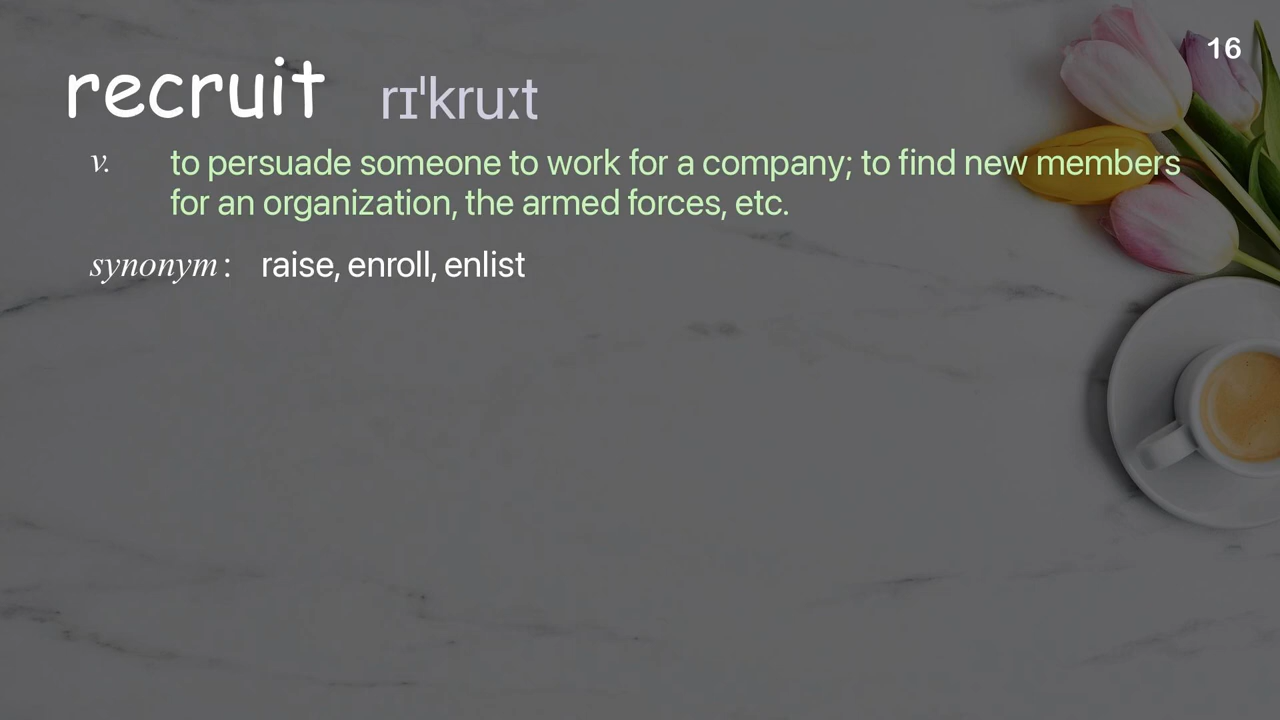 16
recruit rɪˈkruːt
v. to persuade someone to work for a company; to find new members
for an organization, the armed forces, etc.
synonym : raise, enroll, enlist